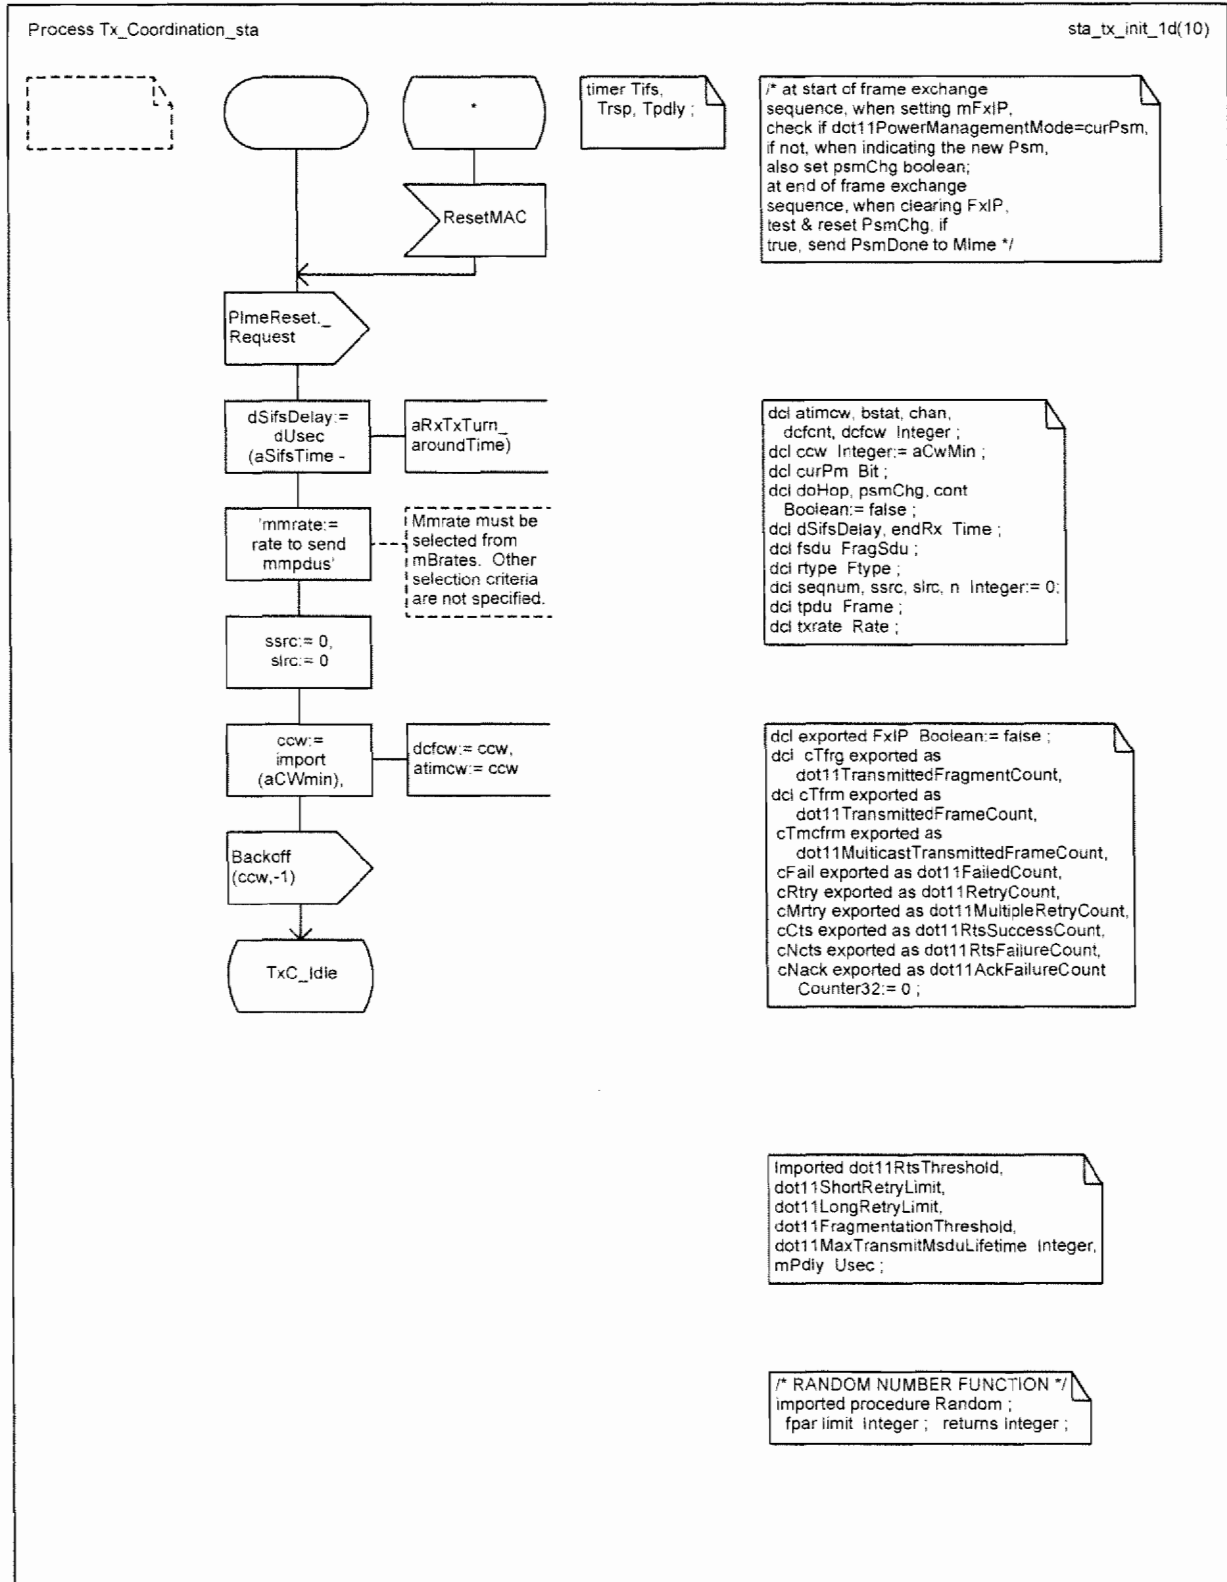 Process Tx_Coordination_sta
sta_tx_init_1d(10)
*
ResetMAC
PlmeReset._
Request
dSifsDelay:=
dUsec
(aSifsTime -
aRxTxTurn_
aroundTime)
'mmrate:=
rate to send
mmpdus'
Mmrate must be
selected from
mBrates. Other
selection criteria
are not specified.
ssrc:= 0,
slrc:= 0
ccw:=
import
(aCWmin),
dcfcw:= ccw,
atimcw:= ccw
Backoff
(ccw,-1)
TxC_Idle
timer Tifs,
Trsp, Tpdly ;
/* at start of frame exchange
sequence, when setting mFxIP,
check if dot11PowerManagementMode=curPsm,
if not, when indicating the new Psm,
also set psmChg boolean;
at end of frame exchange
sequence, when clearing FxIP,
test & reset PsmChg, if
true, send PsmDone to Mlme */
dcl atimcw, bstat, chan,
dcfcnt, dcfcw Integer ;
dcl ccw Integer:= aCwMin ;
dcl curPm Bit ;
dcl doHop, psmChg, cont
Boolean:= false ;
dcl dSifsDelay, endRx Time ;
dcl fsdu FragSdu ;
dcl rtype Ftype ;
dcl seqnum, ssrc, slrc, n Integer:= 0;
dcl tpdu Frame ;
dcl txrate Rate ;
dcl exported FxIP Boolean:= false ;
dcl cTfrg exported as
dot11TransmittedFragmentCount,
dcl cTfrm exported as
dot11TransmittedFrameCount,
cTmcfrm exported as
dot11MulticastTransmittedFrameCount,
cFail exported as dot11FailedCount,
cRtry exported as dot11RetryCount,
cMrtry exported as dot11MultipleRetryCount,
cCts exported as dot11RtsSuccessCount,
cNcts exported as dot11RtsFailureCount,
cNack exported as dot11AckFailureCount
Counter32:= 0 ;
Imported dot11RtsThreshold,
dot11ShortRetryLimit,
dot11LongRetryLimit,
dot11FragmentationThreshold,
dot11MaxTransmitMsduLifetime Integer,
mPdly Usec ;
/* RANDOM NUMBER FUNCTION */
imported procedure Random ;
fpar limit Integer ; returns Integer ;